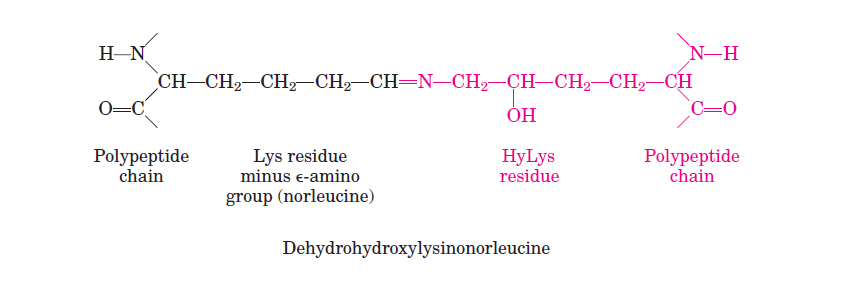 H—N N—H
CH—CH₂—CH₂—CH₂—CH=N—CH₂—CH—CH₂—CH₂—CH
O=C OH C=O
Polypeptide Lys residue HyLys Polypeptide
chain minus ϵ-amino residue chain
group (norleucine)
Dehydrohydroxylysinonorleucine